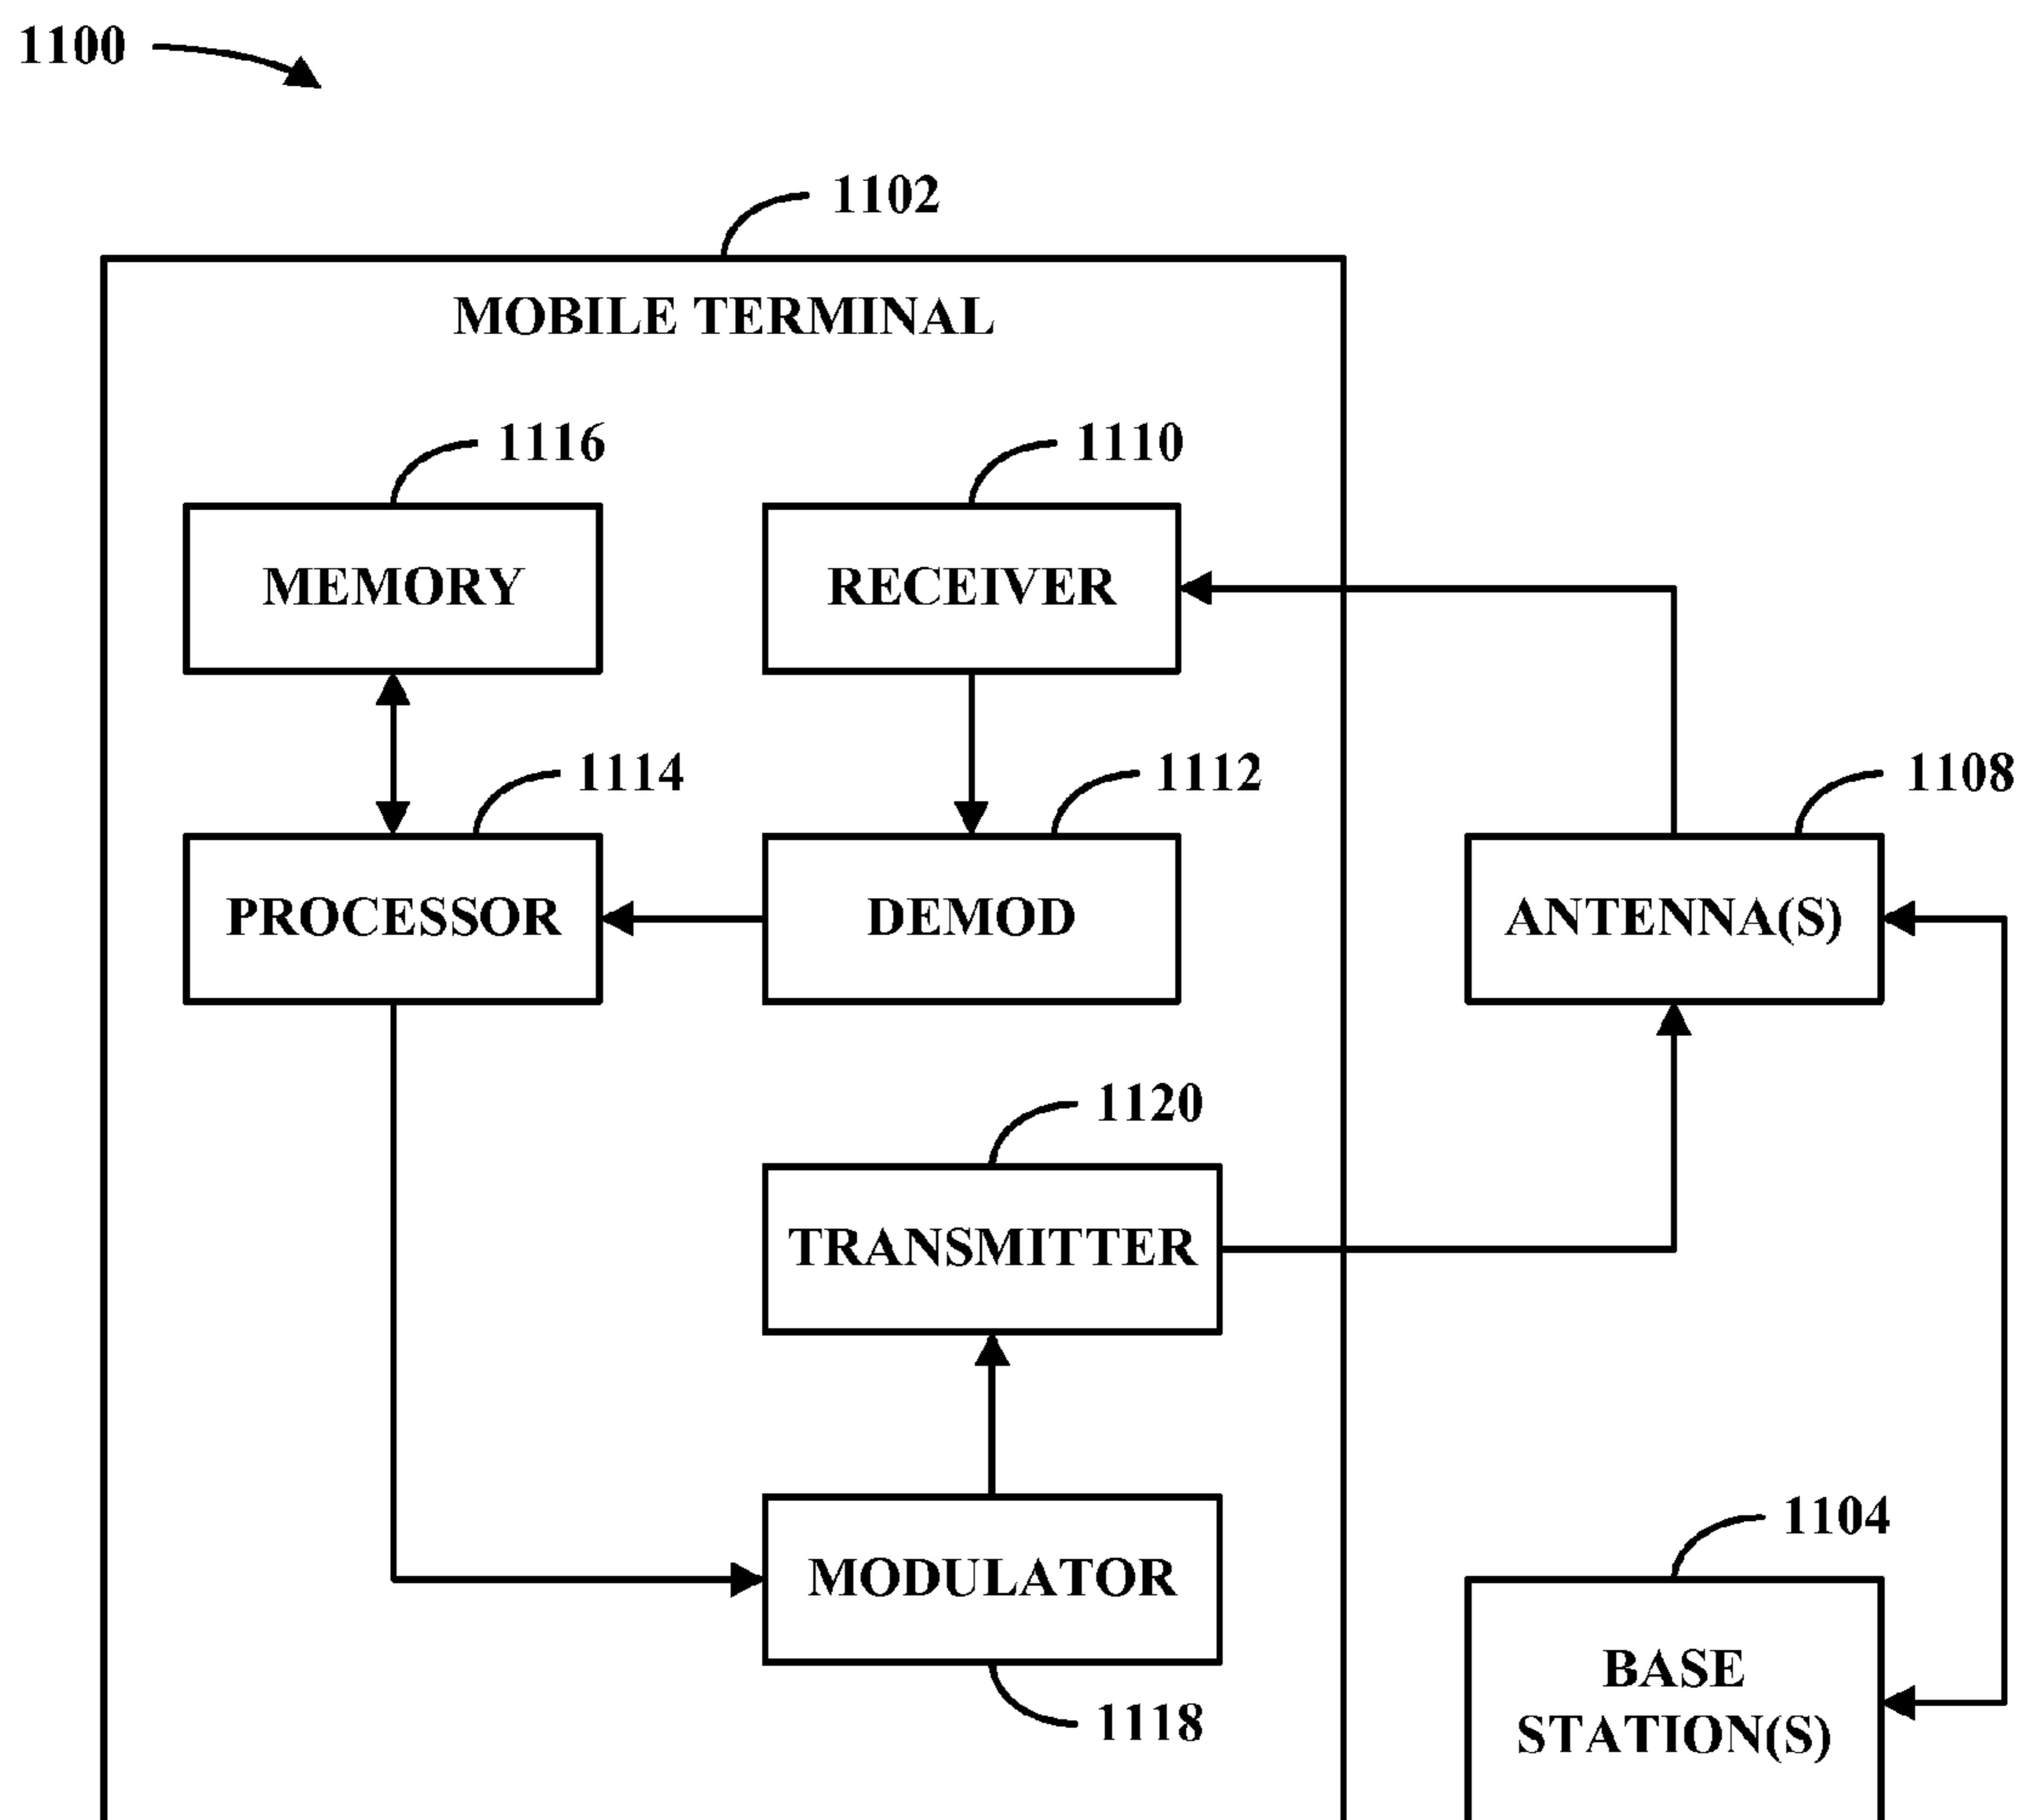 1100
1102
MOBILE TERMINAL
1116
1110
MEMORY
RECEIVER
1114
1112
1108
PROCESSOR
DEMOD
ANTENNA(S)
1120
TRANSMITTER
1104
MODULATOR
BASE
STATION(S)
1118